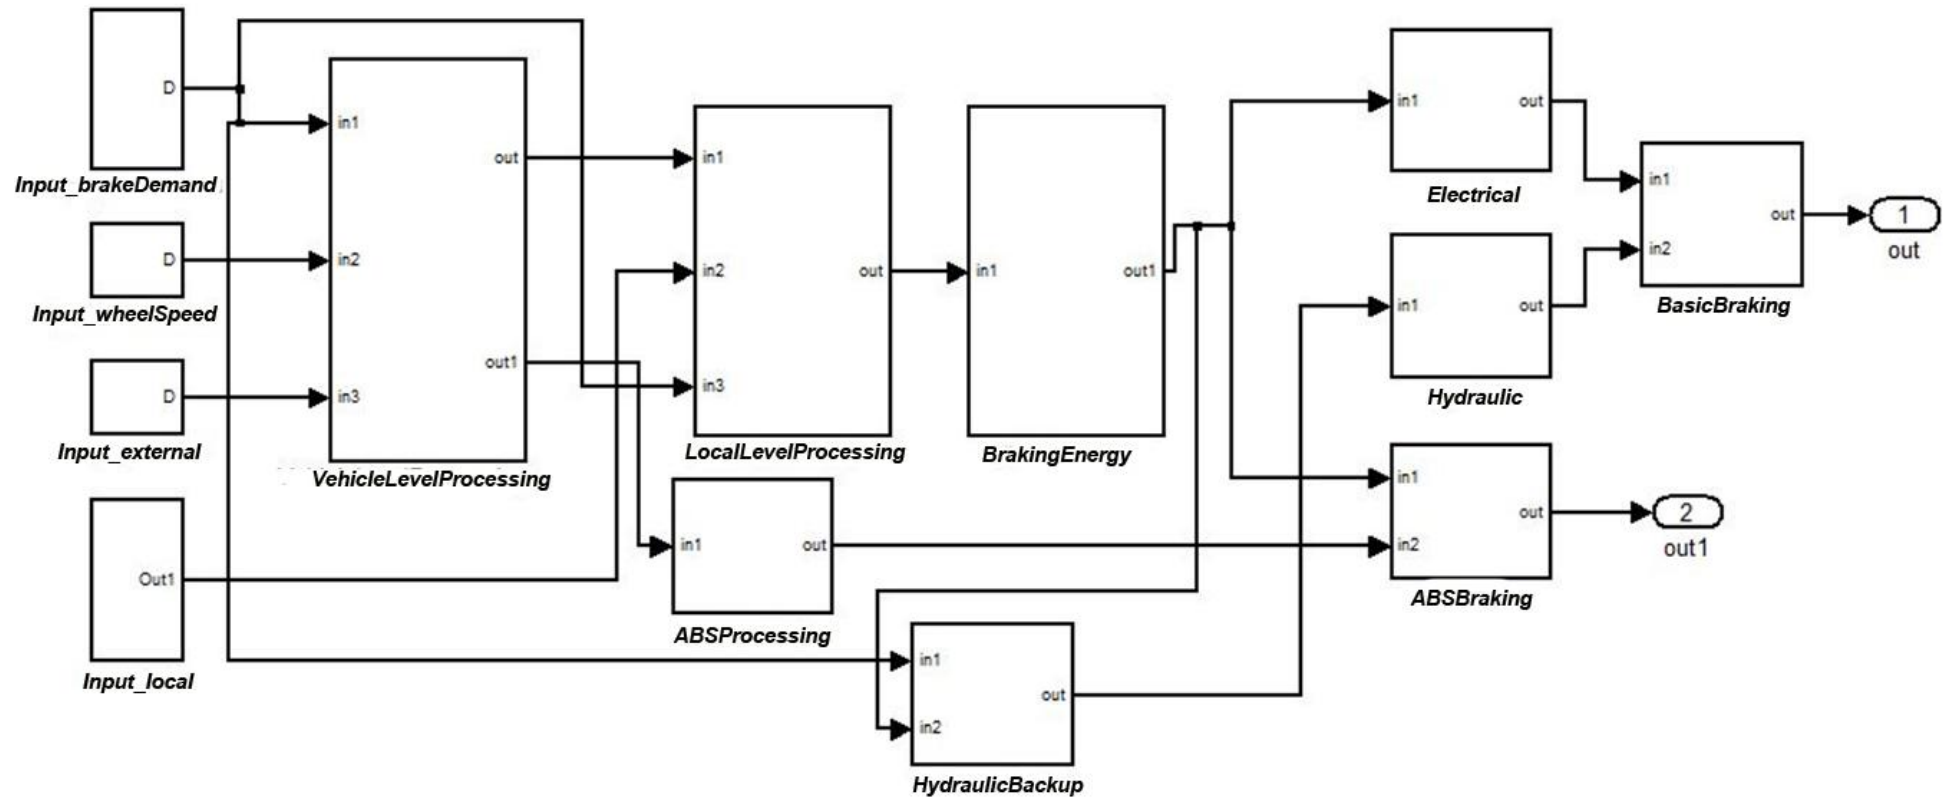 D
Input_brakeDemand
D
Input_wheelSpeed
D
Input_external
Out1
Input_local
in1
in2
in3
out
out1
VehicleLevelProcessing
in1
in2
in3
out
LocalLevelProcessing
in1
out1
BrakingEnergy
in1
out
ABSProcessing
in1
in2
out
HydraulicBackup
in1
out
Electrical
in1
out
Hydraulic
in1
in2
out
ABSBraking
in1
in2
out
BasicBraking
1
out
2
out1